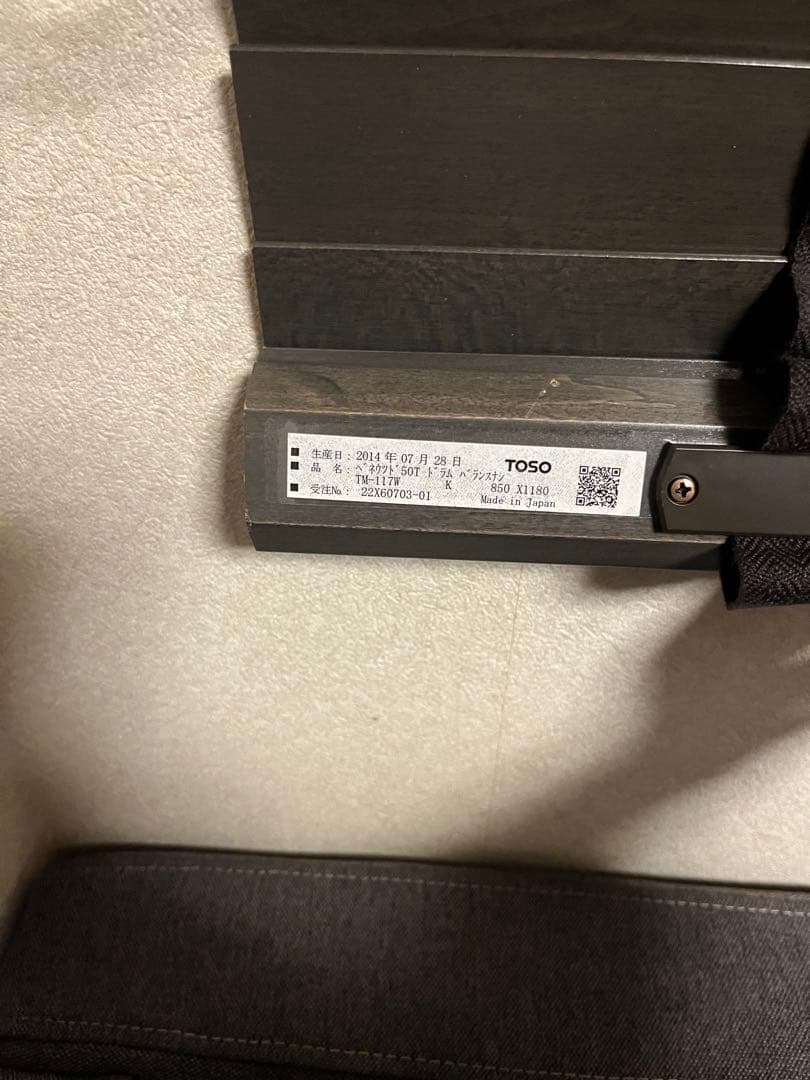 ■ 生産日：2014 年 07 月 28 日 TOSO
■ 品 名：ﾍﾞﾈｳﾂﾄﾞ50T ﾄﾞﾗﾑ ﾊﾞﾗﾝｽﾅｼ
TM-117W K 850 X1180
■ 受注№： 22X60703-01 Made in Japan